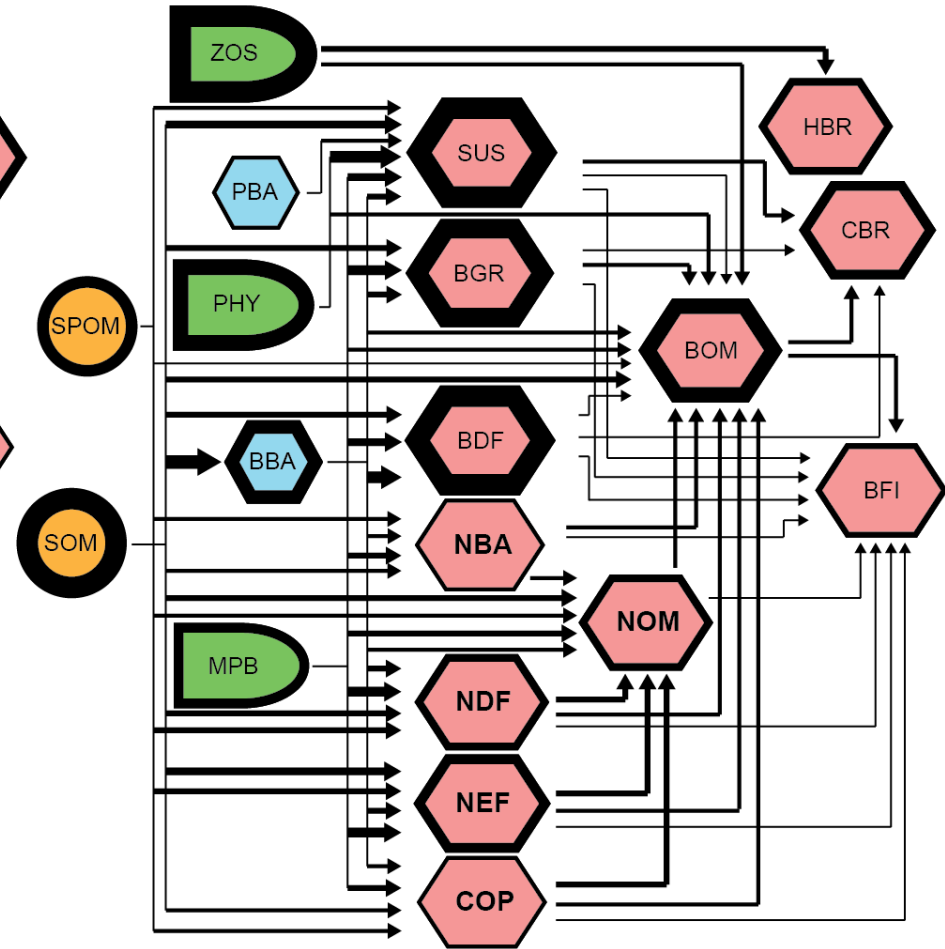 ZOS
HBR
SUS
PBA
CBR
BGR
PHY
SPOM
BOM
BDF
BBA
BFI
SOM
NBA
NOM
MPB
NDF
NEF
COP